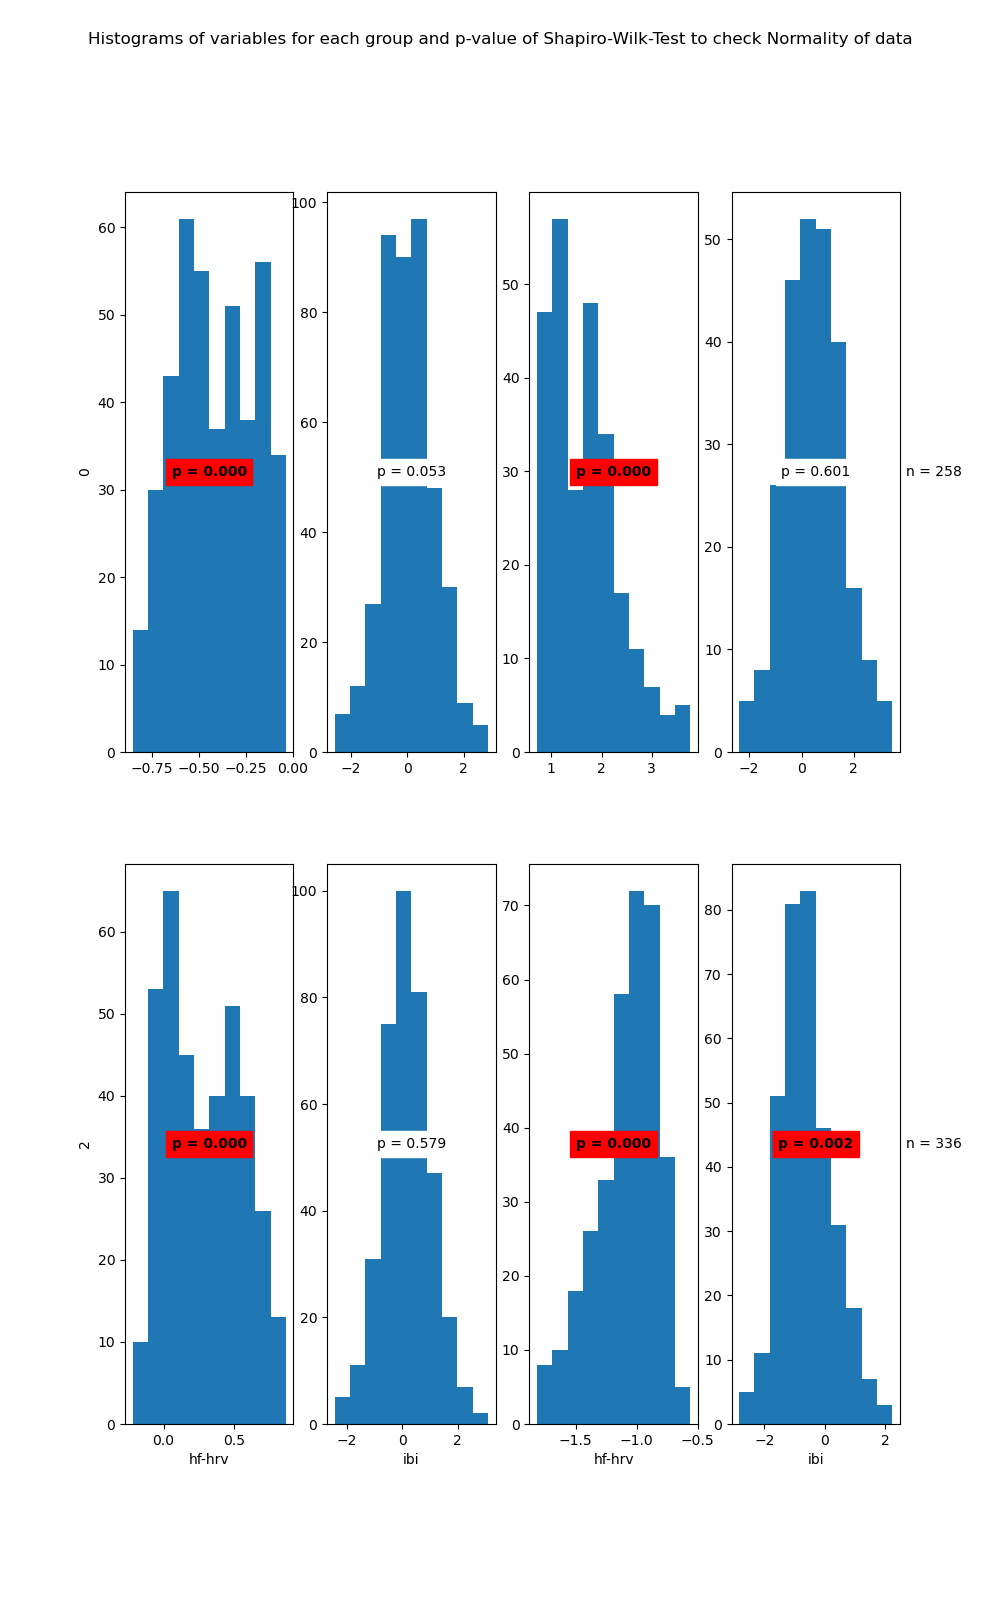 Histograms of variables for each group and p-value of Shapiro-Wilk-Test to check Normality of data
60
50
40
30
20
10
0
0
p = 0.000
−0.75 −0.50 −0.25 0.00
100
80
60
40
20
0
p = 0.053
−2 0 2
50
40
30
20
10
0
p = 0.000
1 2 3
50
40
30
20
10
0
p = 0.601
−2 0 2
n = 258
60
50
40
30
20
10
0
2
p = 0.000
0.0 0.5
hf-hrv
100
80
60
40
20
0
p = 0.579
−2 0 2
ibi
70
60
50
40
30
20
10
0
p = 0.000
−1.5 −1.0 −0.5
hf-hrv
80
70
60
50
40
30
20
10
0
p = 0.002
−2 0 2
ibi
n = 336